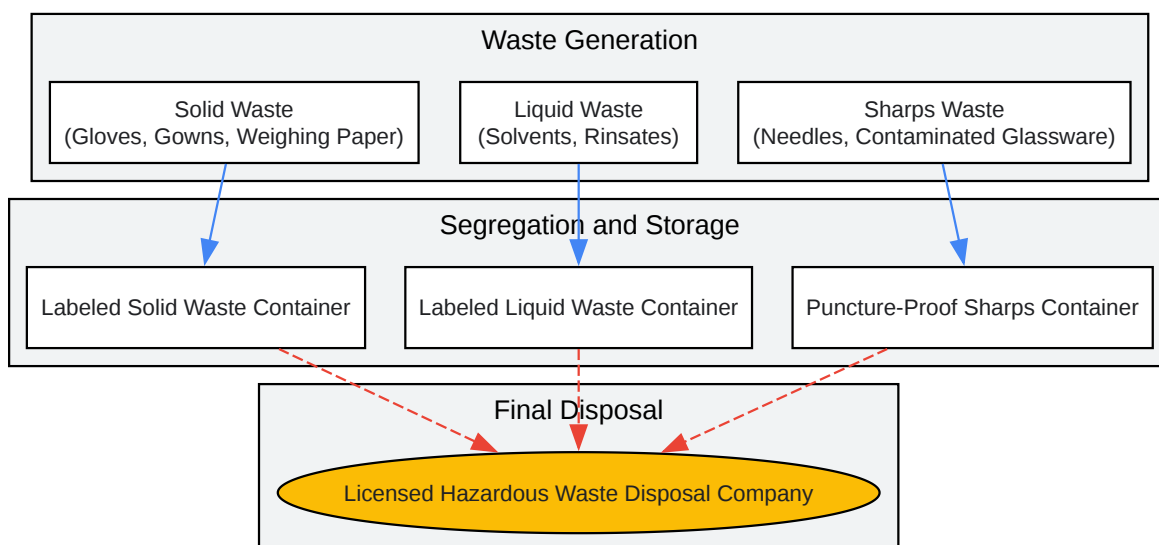 Waste Generation
Solid Waste
(Gloves, Gowns, Weighing Paper)
Liquid Waste
(Solvents, Rinsates)
Sharps Waste
(Needles, Contaminated Glassware)
Segregation and Storage
Labeled Solid Waste Container
Labeled Liquid Waste Container
Puncture-Proof Sharps Container
Final Disposal
Licensed Hazardous Waste Disposal Company